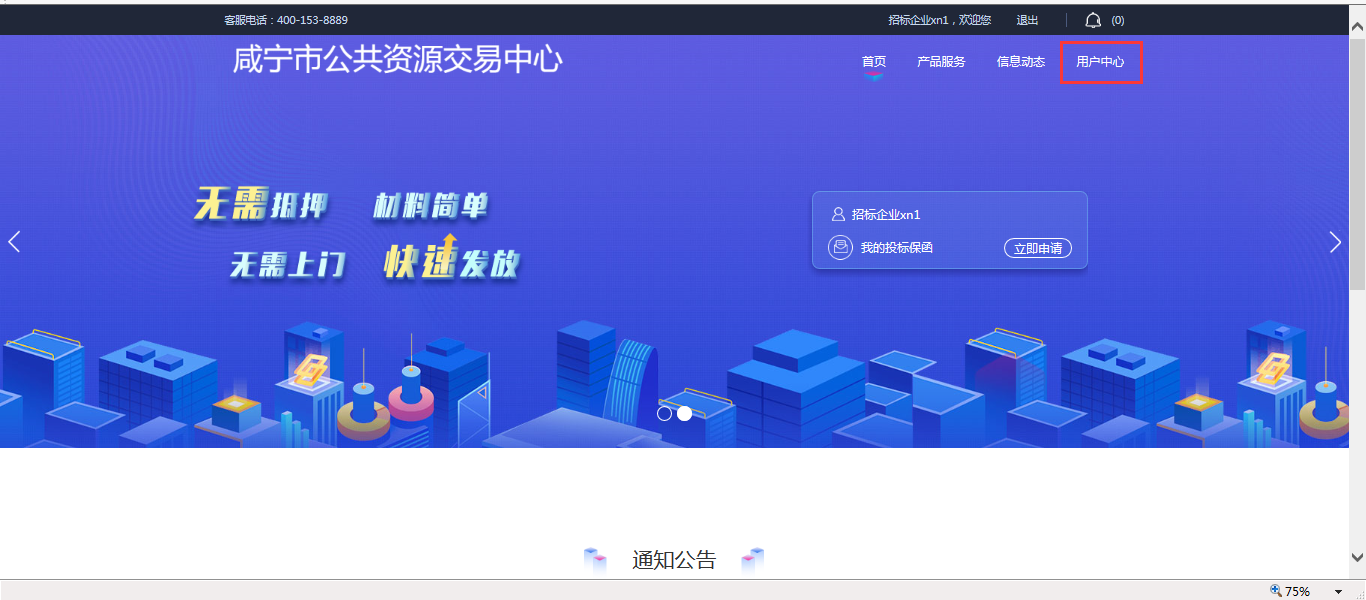 客服电话：400-153-8889 招标企业xn1，欢迎您 退出 (0)
咸宁市公共资源交易中心 首页 产品服务 信息动态 用户中心
无需抵押 材料简单
无需上门 快速发放
招标企业xn1
我的投标保函 立即申请
通知公告
75%